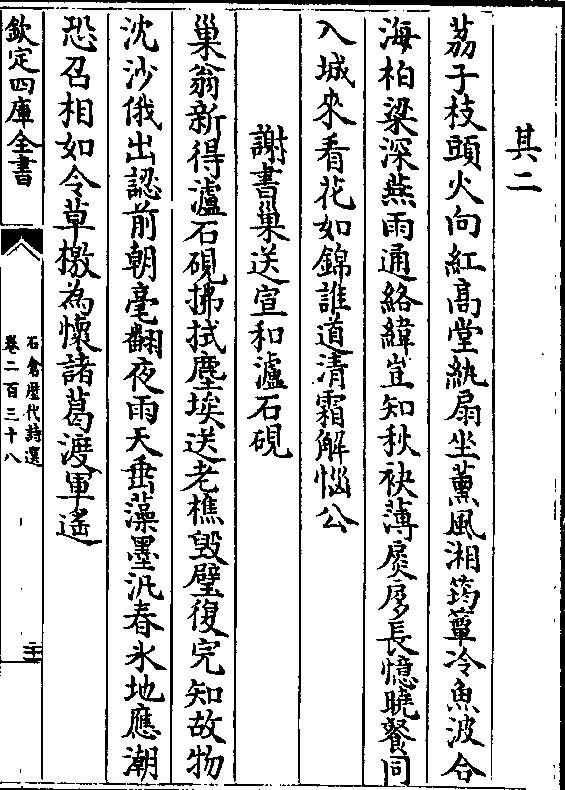 其二
荔子枝頭火向紅高堂紈扇坐薰風湘筠簟冷魚波合
海柏梁深燕雨通絡緯豈知秋袂薄扊扅長憶曉餐同
入城來看花如錦誰道清霜解惱公
謝書巢送宣和瀘石硯
巢翁新得瀘石硯拂拭塵埃送老樵毀璧復完知故物
沈沙俄出認前朝毫翻夜雨天垂藻墨汎春氷地應潮
恐召相如令草檄為懐諸葛渡軍遙
欽定四庫全書
石倉歴代詩選
卷二百三十八